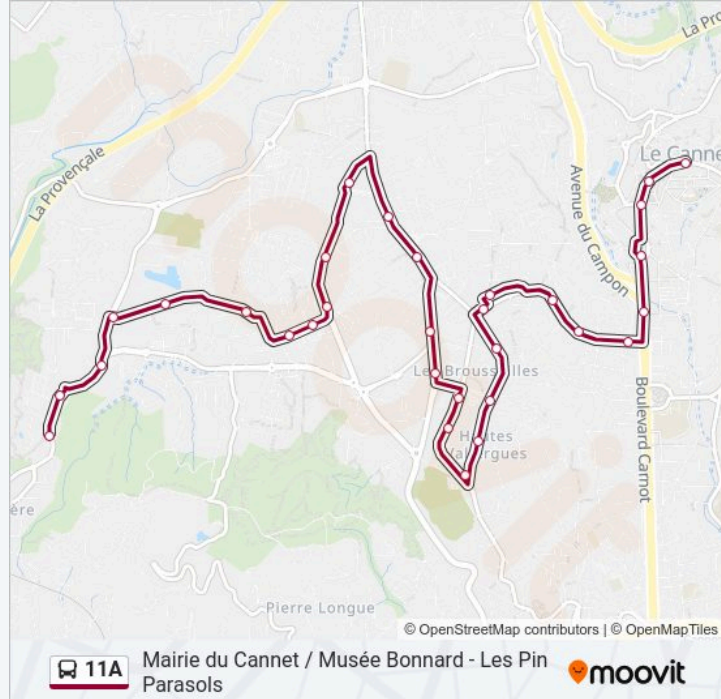 La Pro
Le Canne
La Provençale
Avenue du Campon
Les Broussailles
Hautes
Vallergues
Boulevard Carnot
ère
Pierre Longue
© OpenStreetMap contributors | © OpenMapTiles
11A
Mairie du Cannet / Musée Bonnard - Les Pin
Parasols
moovit